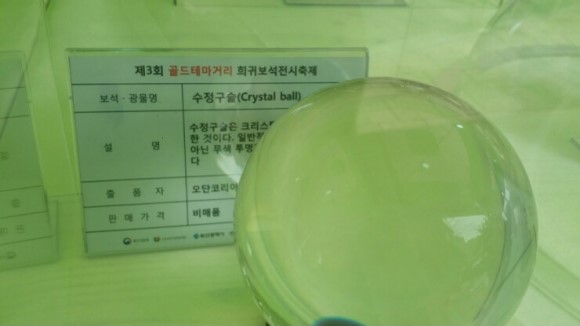 제3회 골드테마거리 희귀보석전시축제
보석 · 광물명 수정구슬(Crystal ball)
수정구슬은
한 것이다. 일반적
설 명
아닌 무색 투명
다
출 품 자 오단코리아
판 매 가 격 비매품